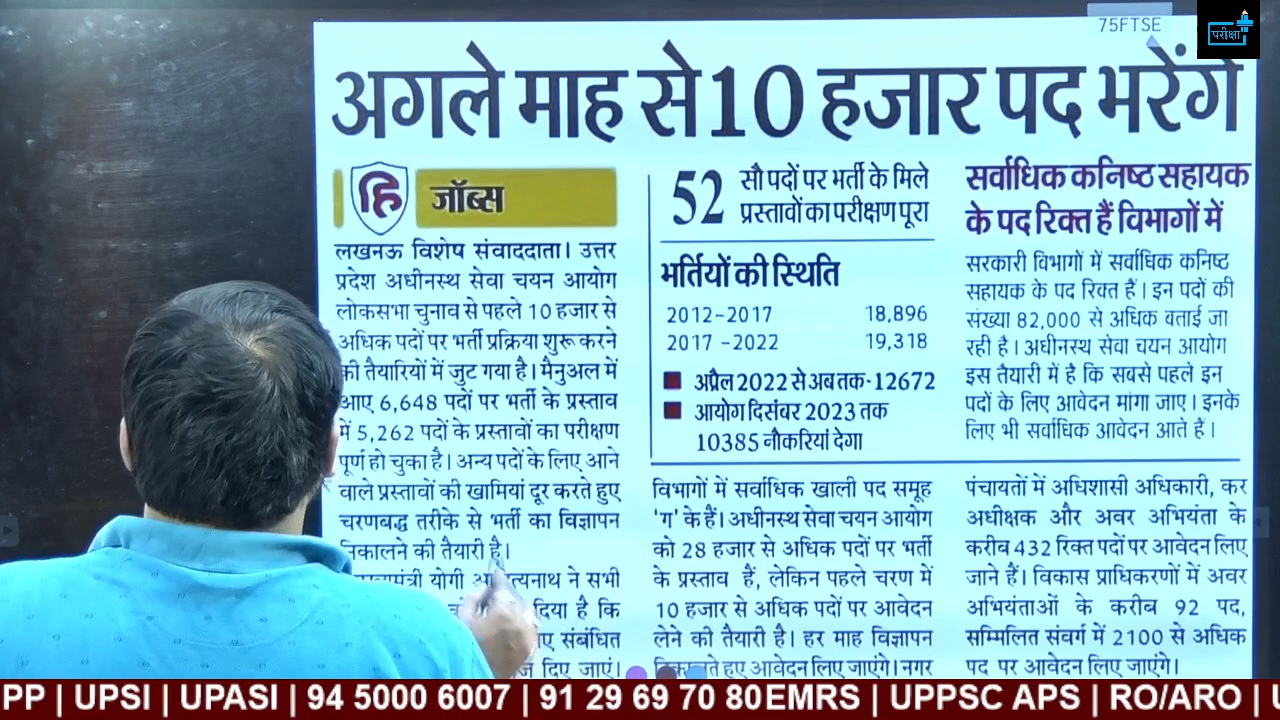 75FTSE
परीक्षा
अगले माह से 10 हजार पद भरेंगे
हि
जॉब्स
लखनऊ विशेष संवाददाता। उत्तर
प्रदेश अधीनस्थ सेवा चयन आयोग
लोकसभा चुनाव से पहले 10 हजार से
अधिक पदों पर भर्ती प्रक्रिया शुरू करने
की तैयारियों में जुट गया है। मैनुअल में
आए 6,648 पदों पर भर्ती के प्रस्ताव
में 5,262 पदों के प्रस्तावों का परीक्षण
पूर्ण हो चुका है। अन्य पदों के लिए आने
वाले प्रस्तावों की खामियां दूर करते हुए
चरणबद्ध तरीके से भर्ती का विज्ञापन
निकालने की तैयारी है।
योगी ने सभी
दिया है कि
संबंधित
दिए जाएं।
52
सौ पदों पर भर्ती के मिले
प्रस्तावों का परीक्षण पूरा
भर्तियों की स्थिति
2012-2017 18,896
2017 -2022 19,318
अप्रैल 2022 से अब तक- 12672
आयोग दिसंबर 2023 तक
10385 नौकरियां देगा
सर्वाधिक कनिष्ठ सहायक
के पद रिक्त हैं विभागों में
सरकारी विभागों में सर्वाधिक कनिष्ठ
सहायक के पद रिक्त हैं। इन पदों की
संख्या 82,000 से अधिक बताई जा
रही है। अधीनस्थ सेवा चयन आयोग
इस तैयारी में है कि सबसे पहले इन
पदों के लिए आवेदन मांगा जाए। इनके
लिए भी सर्वाधिक आवेदन आते हैं।
विभागों में सर्वाधिक खाली पद समूह
'ग' के हैं। अधीनस्थ सेवा चयन आयोग
को 28 हजार से अधिक पदों पर भर्ती
के प्रस्ताव हैं, लेकिन पहले चरण में
10 हजार से अधिक पदों पर आवेदन
लेने की तैयारी है। हर माह विज्ञापन
हुए आवेदन लिए जाएंगे। नगर
पंचायतों में अधिशासी अधिकारी, कर
अधीक्षक और अवर अभियंता के
करीब 432 रिक्त पदों पर आवेदन लिए
जाने हैं। विकास प्राधिकरणों में अवर
अभियंताओं के करीब 92 पद,
सम्मिलित संवर्ग में 2100 से अधिक
पद पर आवेदन लिए जाएंगे।
PP | UPSI | UPASI | 94 5000 6007 | 91 29 69 70 80 EMRS | UPPSC APS | RO/ARO |